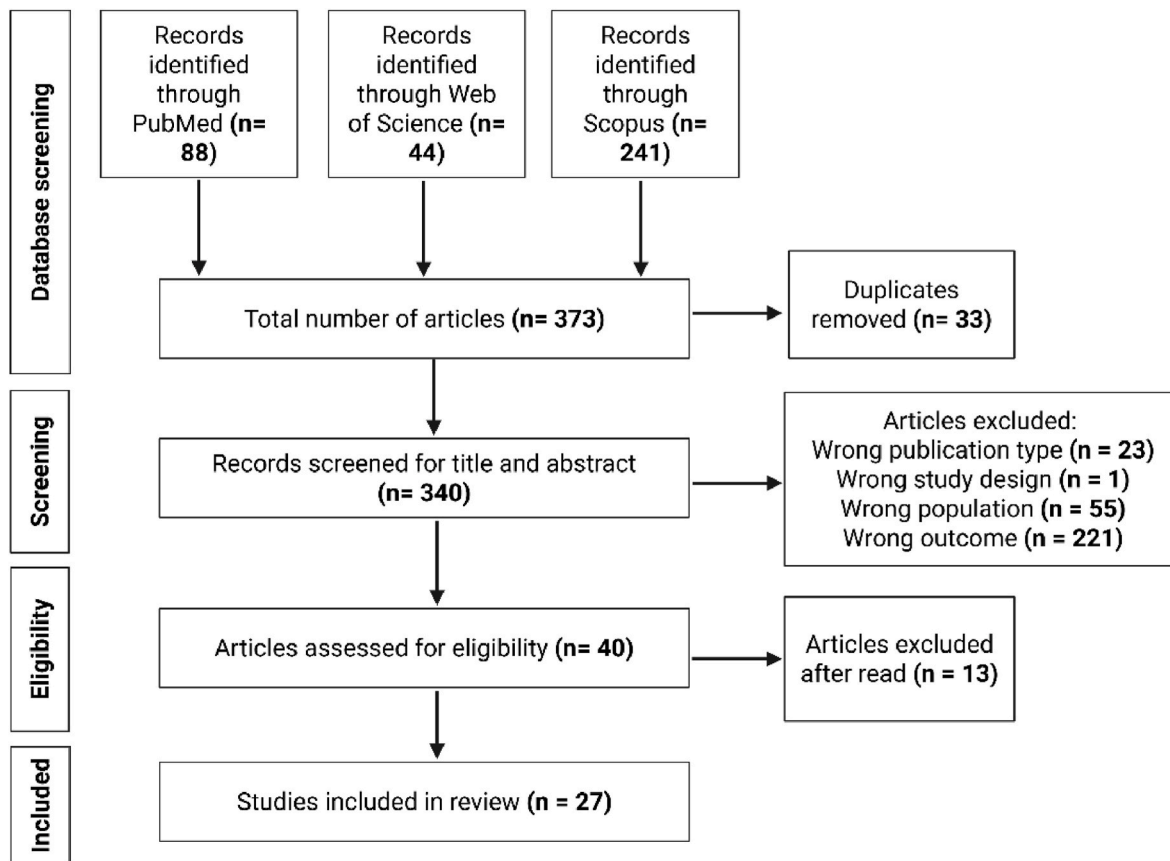 Database screening
Records
identified
through
PubMed (n=
88)
Records
identified
through Web
of Science (n=
44)
Records
identified
through
Scopus (n=
241)
Total number of articles (n= 373)
Duplicates
removed (n= 33)
Screening
Records screened for title and abstract
(n= 340)
Articles excluded:
Wrong publication type (n = 23)
Wrong study design (n = 1)
Wrong population (n = 55)
Wrong outcome (n = 221)
Eligibility
Articles assessed for eligibility (n= 40)
Articles excluded
after read (n = 13)
Included
Studies included in review (n = 27)